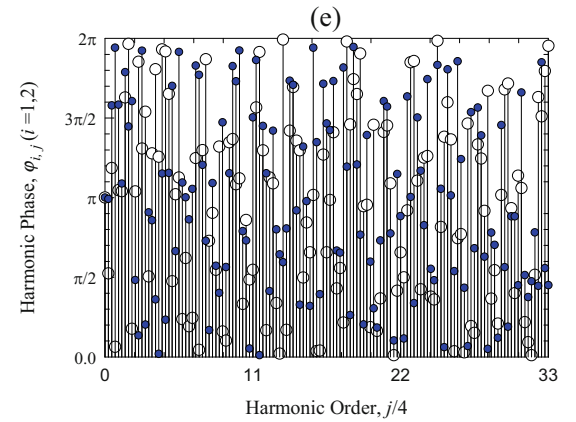 (e)
2π
3π/2
π
π/2
0.0
Harmonic Phase, φi, j (i =1,2)
0 11 22 33
Harmonic Order, j/4